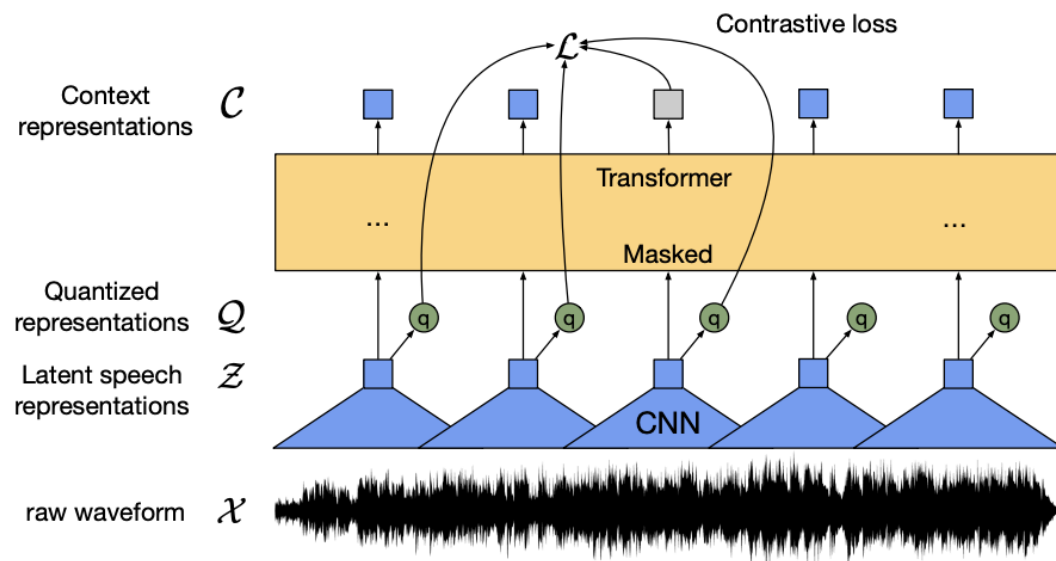 Contrastive loss
ℒ
Context
representations
𝒞
Transformer
... ...
Masked
Quantized
representations
𝒬
q q q q q
Latent speech
representations
𝒵
CNN
raw waveform
𝒳